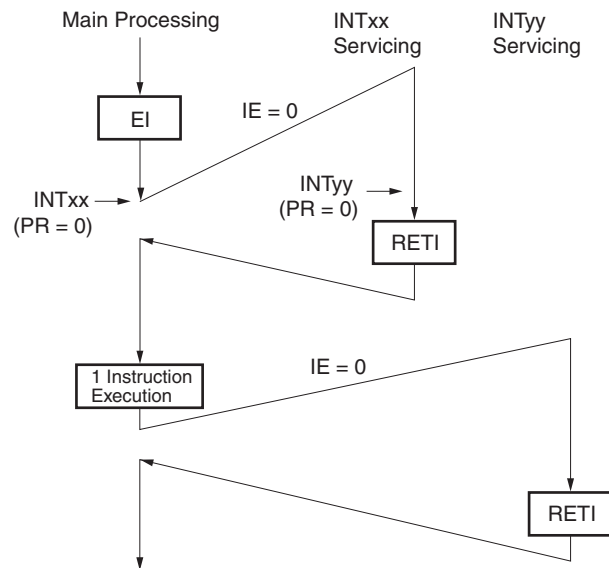 Main Processing
INTxx
Servicing
INTyy
Servicing
EI
IE = 0
INTxx
(PR = 0)
INTyy
(PR = 0)
RETI
1 Instruction
Execution
IE = 0
RETI